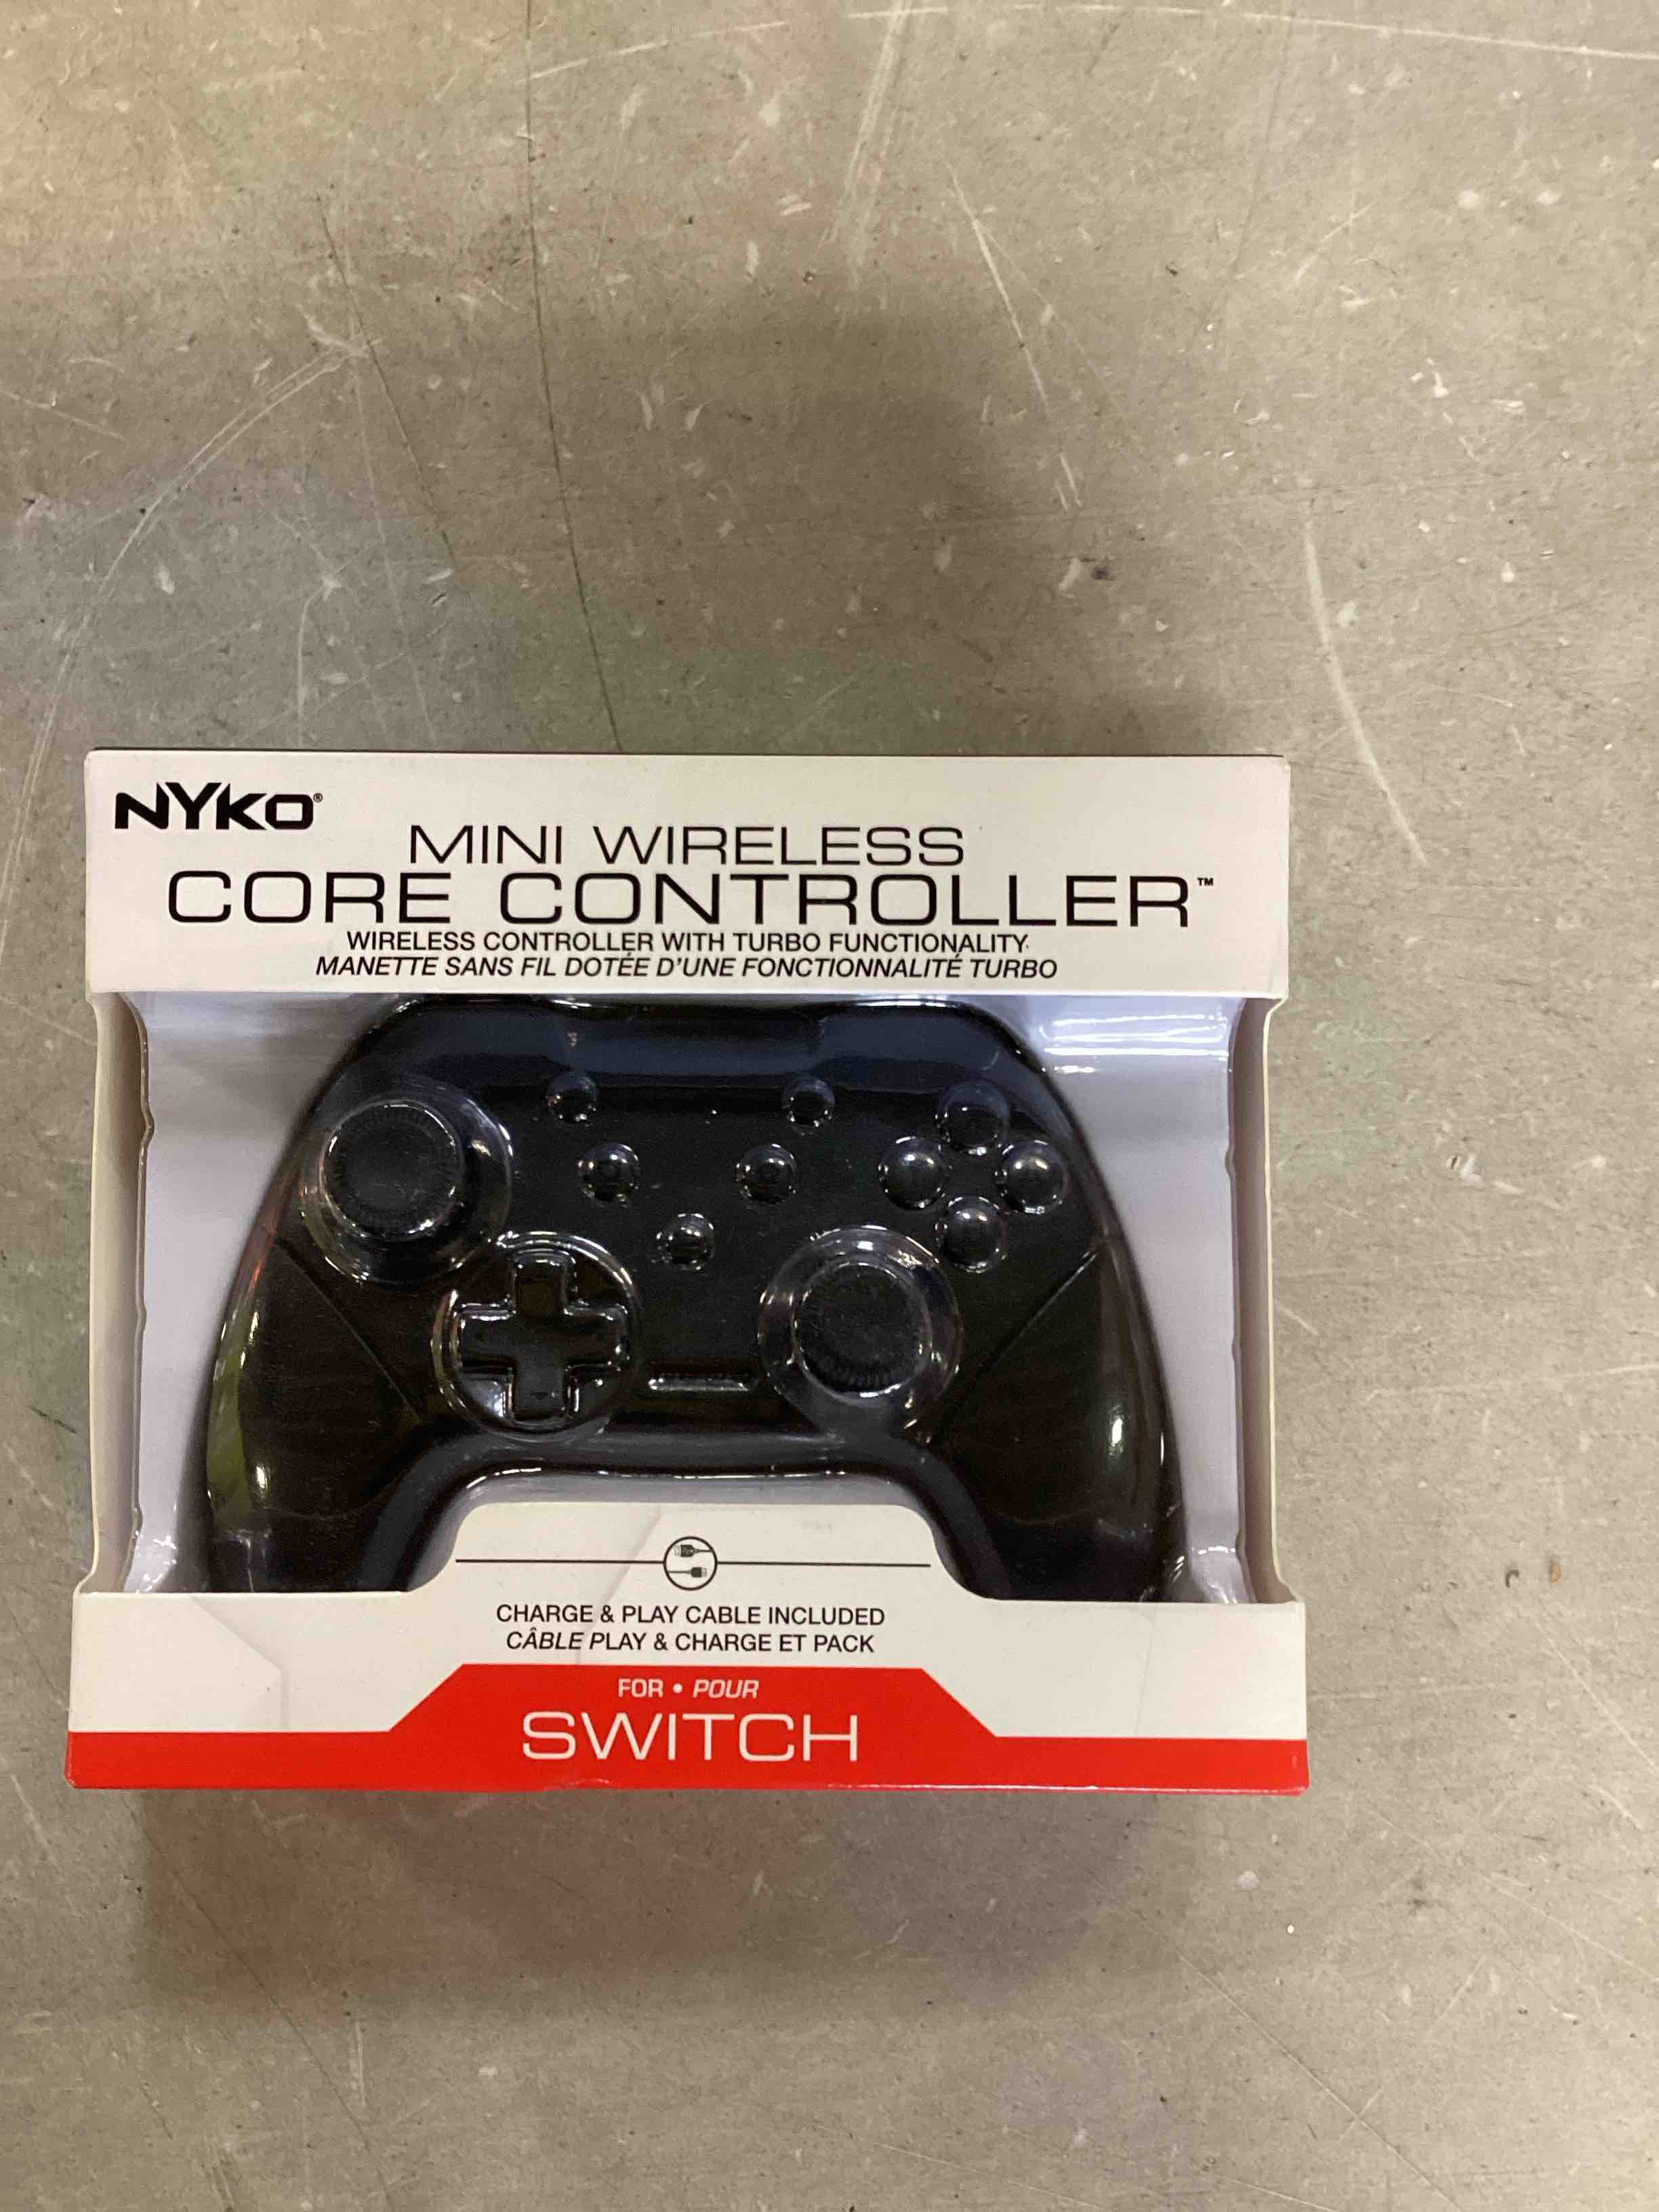 NYKO®
MINI WIRELESS
CORE CONTROLLER™
WIRELESS CONTROLLER WITH TURBO FUNCTIONALITY
MANETTE SANS FIL DOTÉE D'UNE FONCTIONNALITÉ TURBO
CHARGE & PLAY CABLE INCLUDED
CÂBLE PLAY & CHARGE ET PACK
FOR • POUR
SWITCH